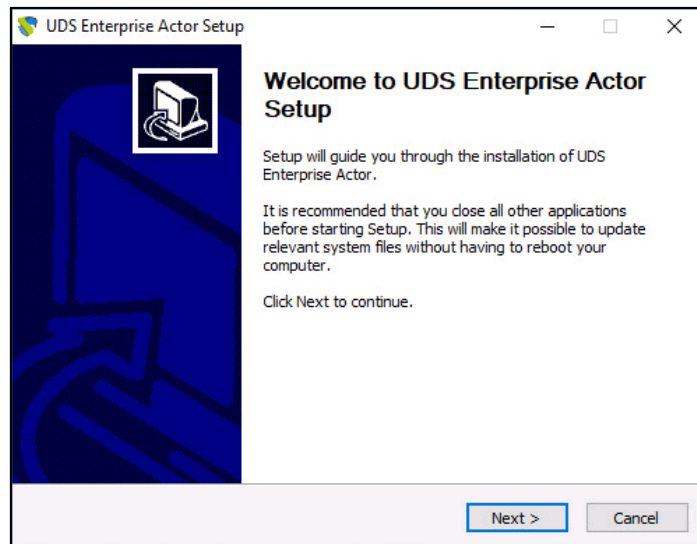 UDS Enterprise Actor Setup
Welcome to UDS Enterprise Actor
Setup
Setup will guide you through the installation of UDS
Enterprise Actor.
It is recommended that you close all other applications
before starting Setup. This will make it possible to update
relevant system files without having to reboot your
computer.
Click Next to continue.
Next >
Cancel